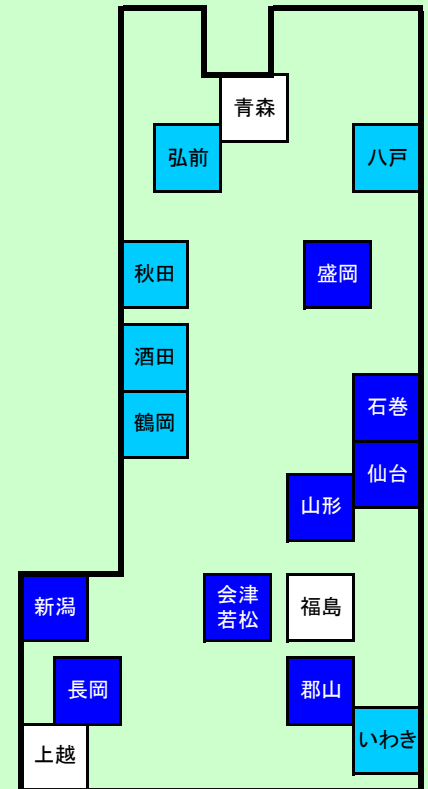 青森
弘前
八戸
秋田
盛岡
酒田
石巻
鶴岡
仙台
山形
新潟
会津
若松
福島
長岡
郡山
いわき
上越